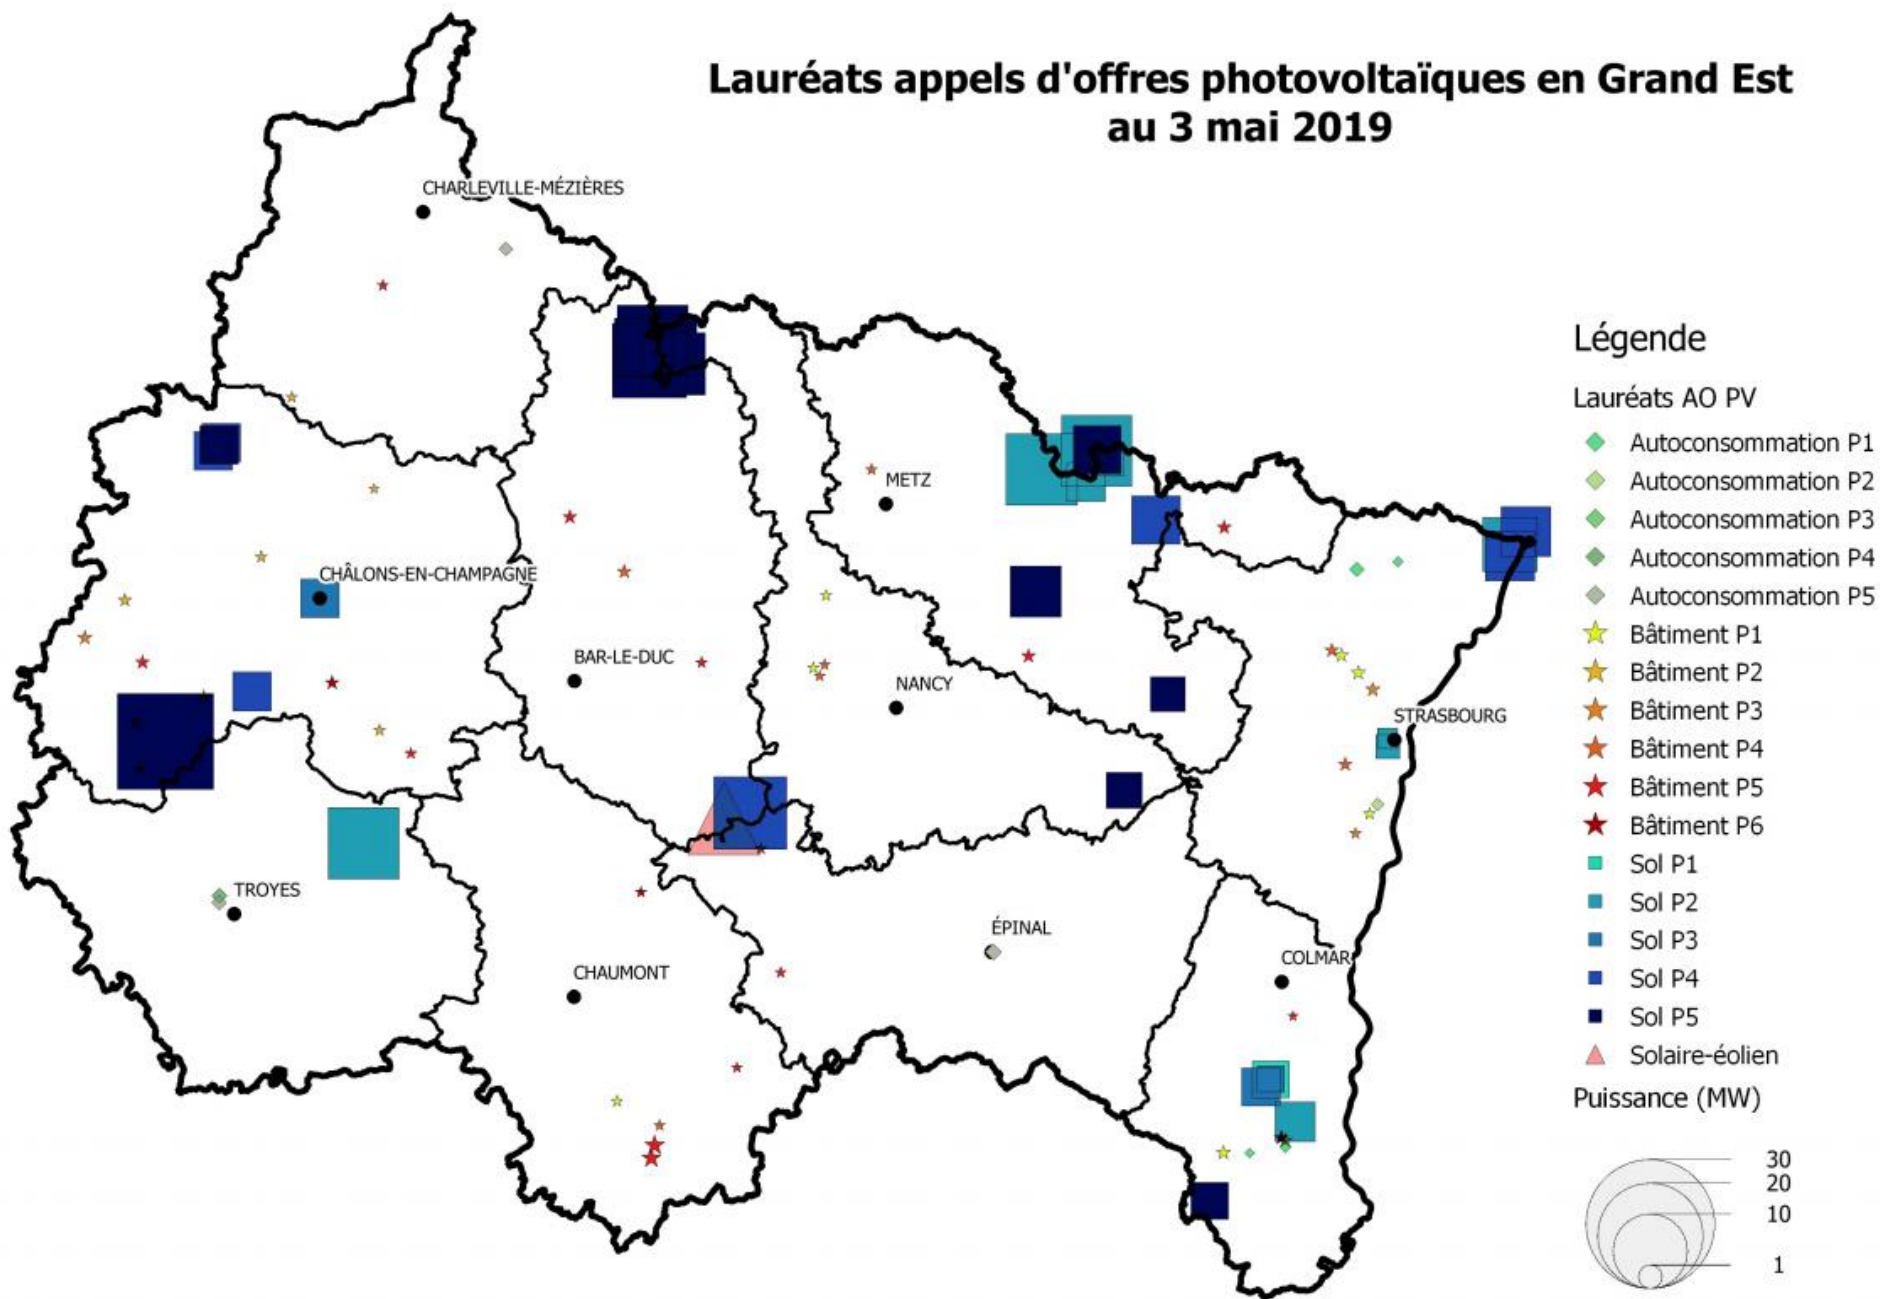 Lauréats appels d'offres photovoltaïques en Grand Est
au 3 mai 2019
CHARLEVILLE-MÉZIÈRES
METZ
CHÂLONS-EN-CHAMPAGNE
BAR-LE-DUC
NANCY
STRASBOURG
TROYES
ÉPINAL
CHAUMONT
COLMAR
Légende
Lauréats AO PV
Autoconsommation P1
Autoconsommation P2
Autoconsommation P3
Autoconsommation P4
Autoconsommation P5
Bâtiment P1
Bâtiment P2
Bâtiment P3
Bâtiment P4
Bâtiment P5
Bâtiment P6
Sol P1
Sol P2
Sol P3
Sol P4
Sol P5
Solaire-éolien
Puissance (MW)
30
20
10
1